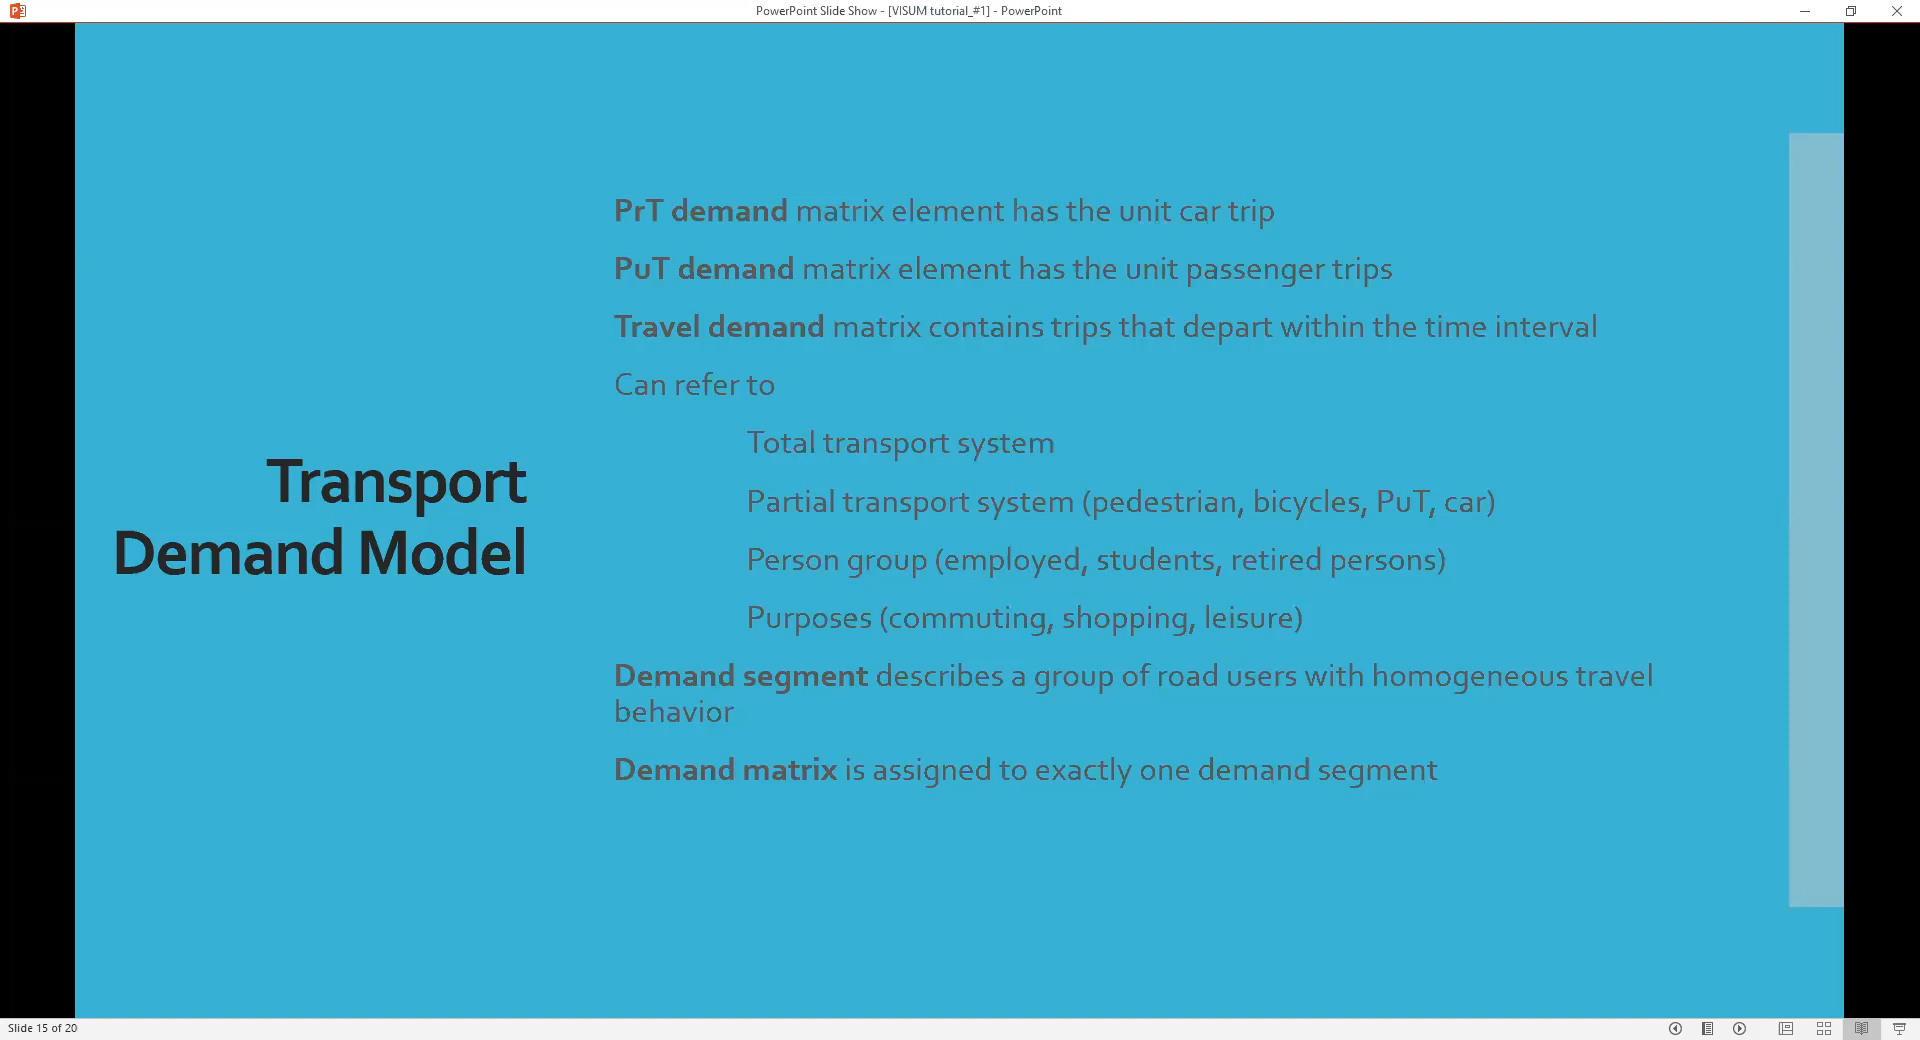 PowerPoint Slide Show - [VISUM tutorial_#1] - PowerPoint
Transport
Demand Model
PrT demand matrix element has the unit car trip
PuT demand matrix element has the unit passenger trips
Travel demand matrix contains trips that depart within the time interval
Can refer to
Total transport system
Partial transport system (pedestrian, bicycles, PuT, car)
Person group (employed, students, retired persons)
Purposes (commuting, shopping, leisure)
Demand segment describes a group of road users with homogeneous travel
behavior
Demand matrix is assigned to exactly one demand segment
Slide 15 of 20